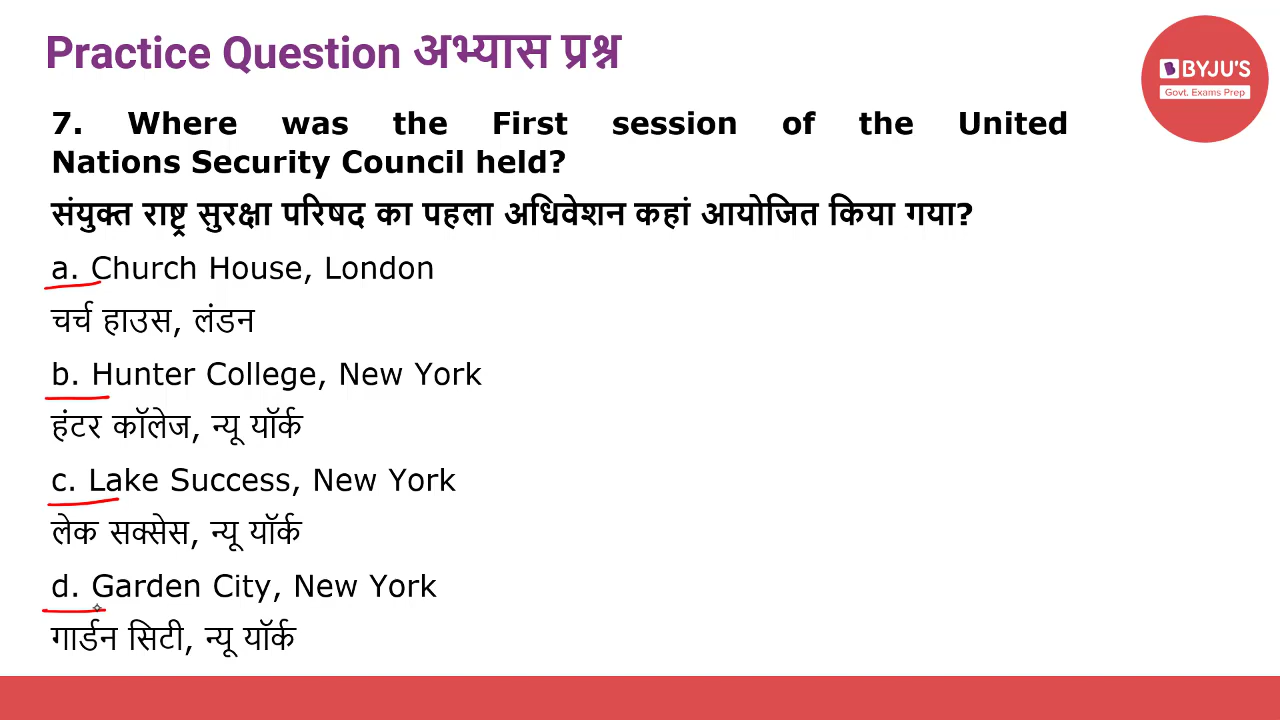 Practice Question अभ्यास प्रश्न
BYJU'S
Govt. Exams Prep
7. Where was the First session of the United
Nations Security Council held?
संयुक्त राष्ट्र सुरक्षा परिषद का पहला अधिवेशन कहां आयोजित किया गया?
a. Church House, London
चर्च हाउस, लंडन
b. Hunter College, New York
हंटर कॉलेज, न्यू यॉर्क
c. Lake Success, New York
लेक सक्सेस, न्यू यॉर्क
d. Garden City, New York
गार्डन सिटी, न्यू यॉर्क